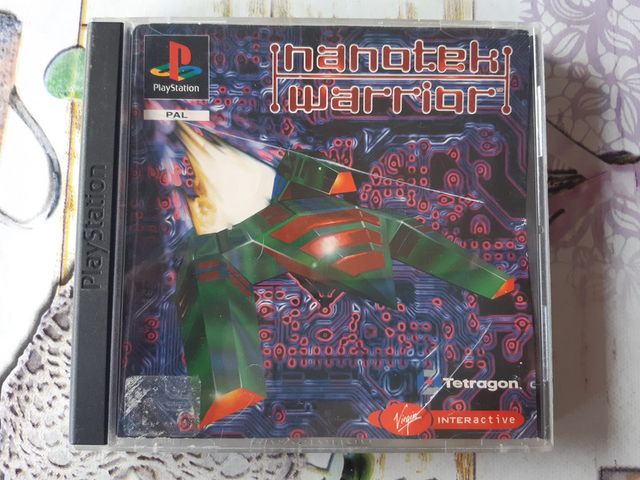 PlayStation
PlayStation
PAL
nanotek
warrior
Tetragon
Virgin INTERactive